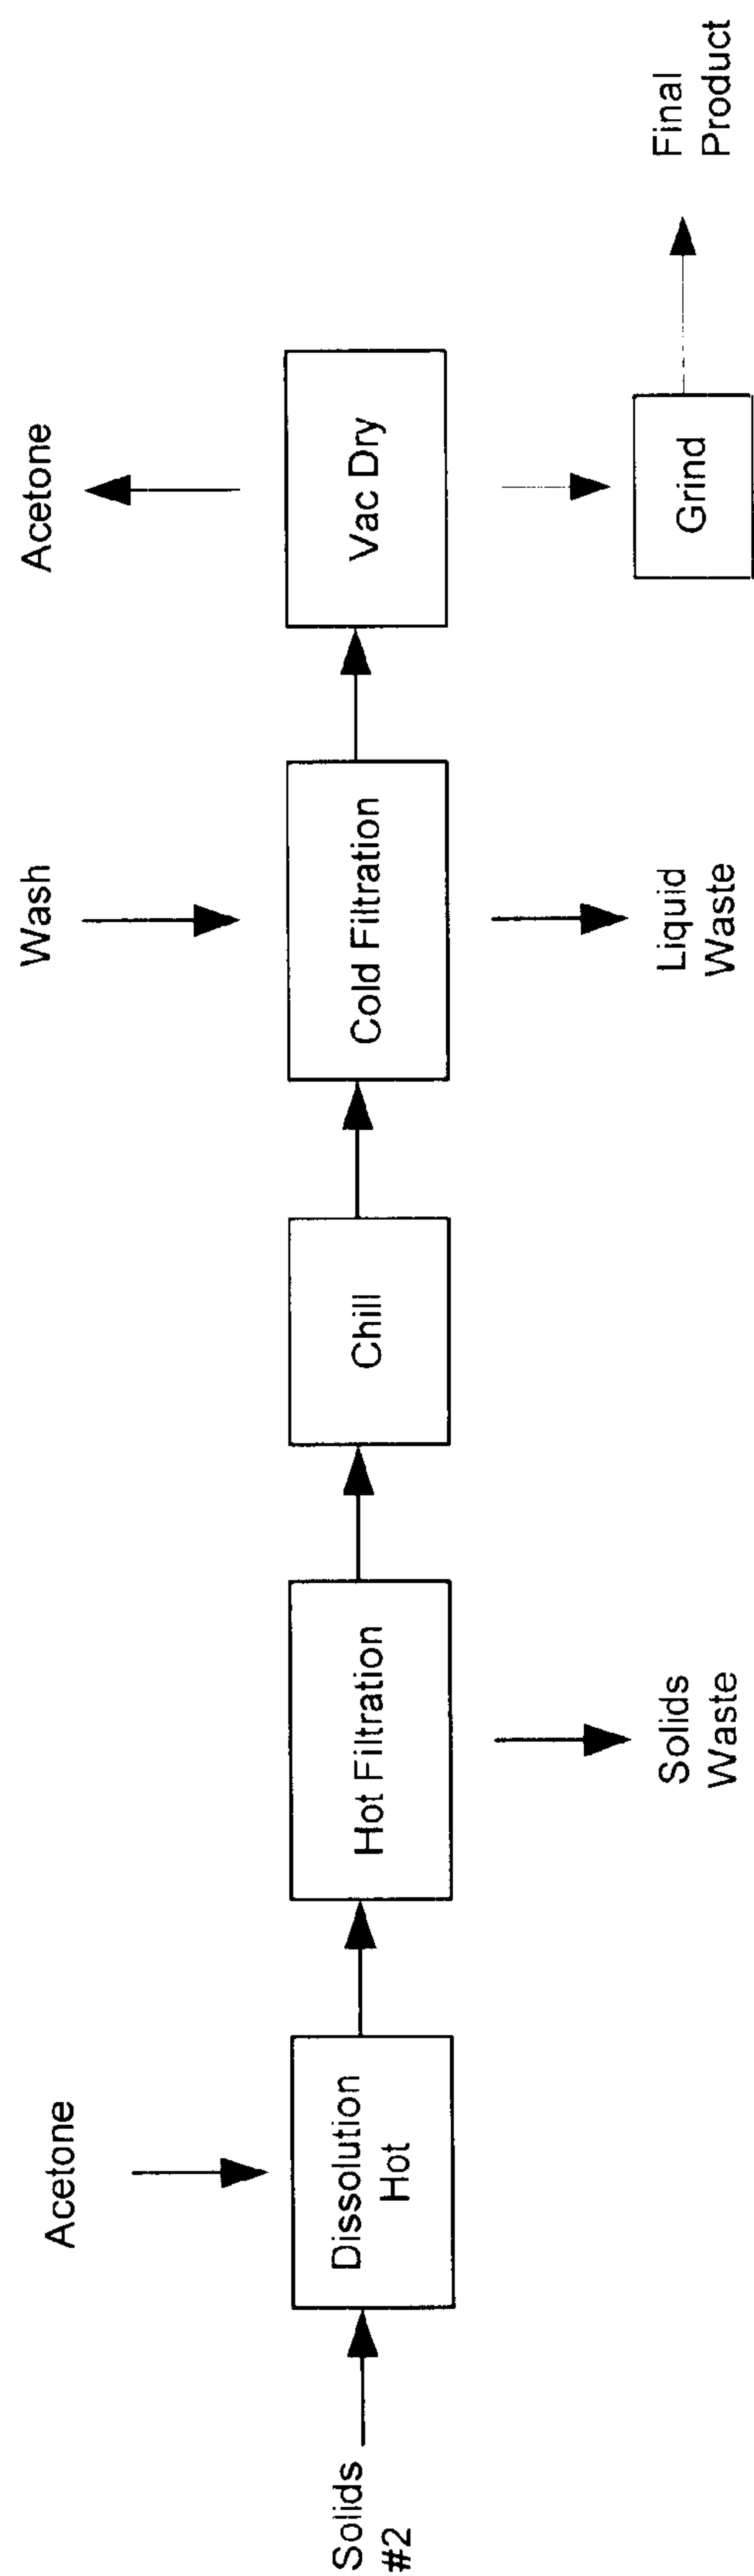 Solids
#2
Acetone
Dissolution
Hot
Hot Filtration
Solids
Waste
Chill
Wash
Cold Filtration
Liquid
Waste
Acetone
Vac Dry
Grind
Final
Product